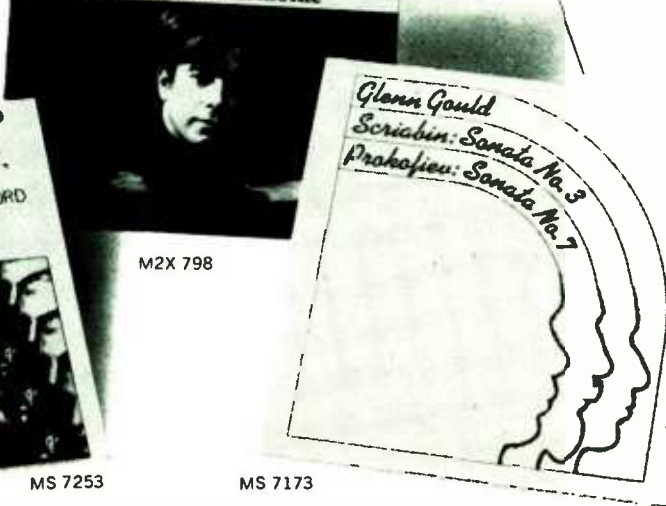 Glenn Gould
Scriabin: Sonata No. 3
Prokofiev: Sonata No. 7
M2X 798
MS 7253
MS 7173